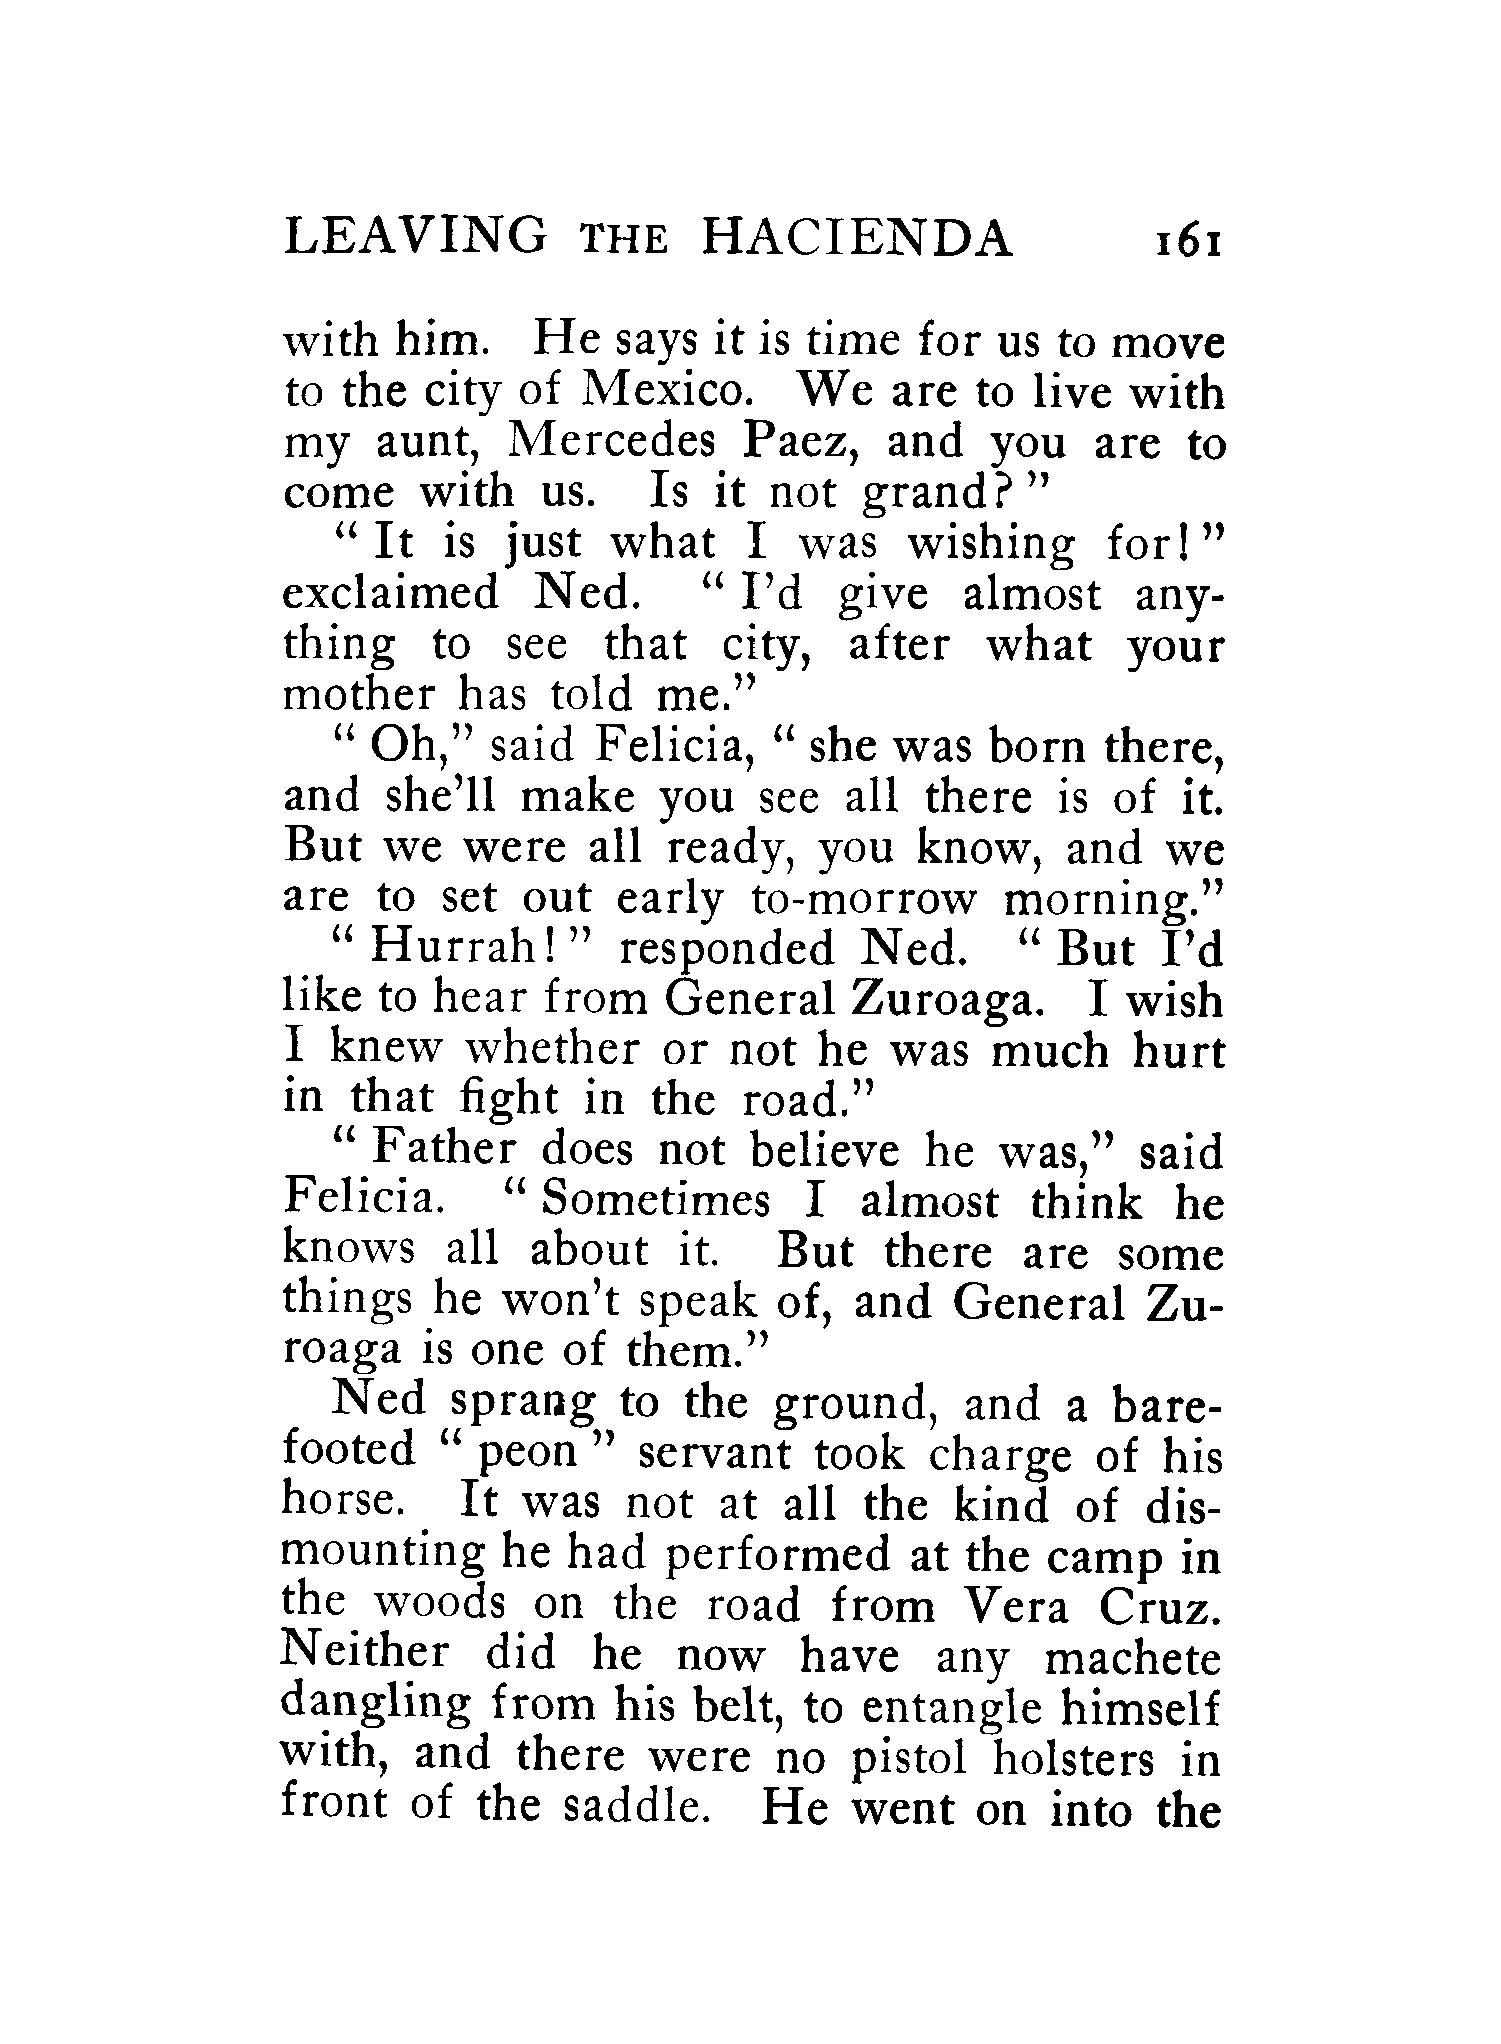 LEAVING THE HACIENDA 161
with him. He says it is time for us to move
to the city of Mexico. We are to live with
my aunt, Mercedes Paez, and you are to
come with us. Is it not grand? "
" It is just what I was wishing for! "
exclaimed Ned. " I'd give almost any-
thing to see that city, after what your
mother has told me."
" Oh," said Felicia, " she was born there,
and she'll make you see all there is of it.
But we were all ready, you know, and we
are to set out early to-morrow morning."
" Hurrah! " responded Ned. " But I'd
like to hear from General Zuroaga. I wish
I knew whether or not he was much hurt
in that fight in the road."
" Father does not believe he was," said
Felicia. " Sometimes I almost think he
knows all about it. But there are some
things he won't speak of, and General Zu-
roaga is one of them."
Ned sprang to the ground, and a bare-
footed " peon " servant took charge of his
horse. It was not at all the kind of dis-
mounting he had performed at the camp in
the woods on the road from Vera Cruz.
Neither did he now have any machete
dangling from his belt, to entangle himself
with, and there were no pistol holsters in
front of the saddle. He went on into the